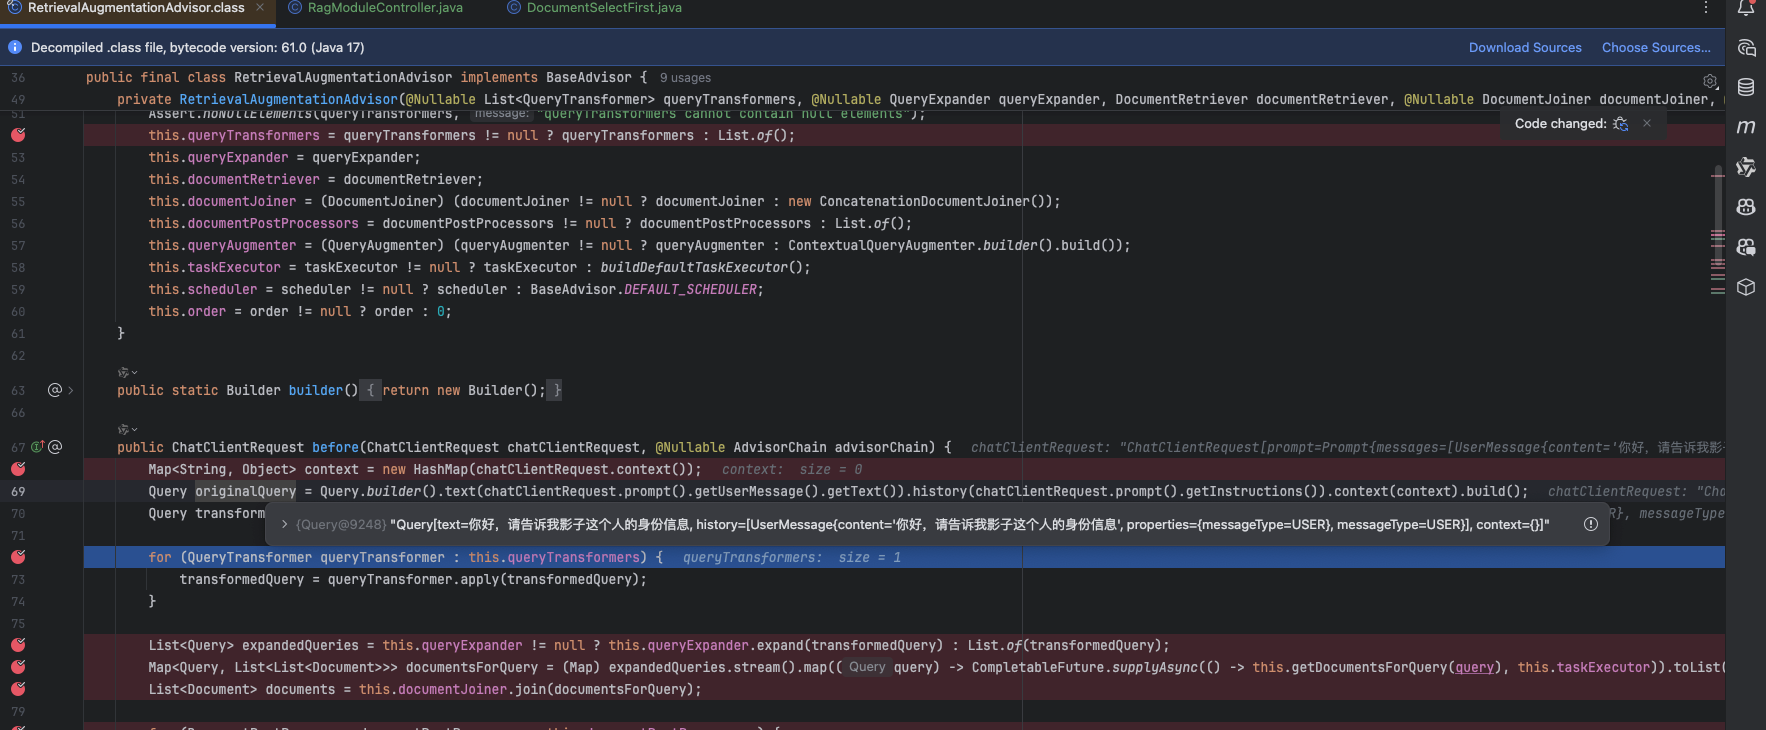 RetrievalAugmentationAdvisor.class × RagModuleController.java DocumentSelectFirst.java
Decompiled .class file, bytecode version: 61.0 (Java 17) Download Sources Choose Sources...
36 public final class RetrievalAugmentationAdvisor implements BaseAdvisor { 9 usages
49 private RetrievalAugmentationAdvisor(@Nullable List<QueryTransformer> queryTransformers, @Nullable QueryExpander queryExpander, DocumentRetriever documentRetriever, @Nullable DocumentJoiner documentJoiner,
51 Assert.noNullElements(queryTransformers, message: "queryTransformers cannot contain null elements");
Code changed: ×
this.queryTransformers = queryTransformers != null ? queryTransformers : List.of();
53 this.queryExpander = queryExpander;
54 this.documentRetriever = documentRetriever;
55 this.documentJoiner = (DocumentJoiner) (documentJoiner != null ? documentJoiner : new ConcatenationDocumentJoiner());
56 this.documentPostProcessors = documentPostProcessors != null ? documentPostProcessors : List.of();
57 this.queryAugmenter = (QueryAugmenter) (queryAugmenter != null ? queryAugmenter : ContextualQueryAugmenter.builder().build());
58 this.taskExecutor = taskExecutor != null ? taskExecutor : buildDefaultTaskExecutor();
59 this.scheduler = scheduler != null ? scheduler : BaseAdvisor.DEFAULT_SCHEDULER;
60 this.order = order != null ? order : 0;
61 }
62
63 @ public static Builder builder() { return new Builder(); }
66
67 @ public ChatClientRequest before(ChatClientRequest chatClientRequest, @Nullable AdvisorChain advisorChain) { chatClientRequest: "ChatClientRequest[prompt=Prompt{messages=[UserMessage{content='你好，请告诉我影子
Map<String, Object> context = new HashMap(chatClientRequest.context()); context: size = 0
69 Query originalQuery = Query.builder().text(chatClientRequest.prompt().getUserMessage().getText()).history(chatClientRequest.prompt().getInstructions()).context(context).build(); chatClientRequest: "Cha
70 Query transform }, messageType
{Query@9248} "Query[text=你好，请告诉我影子这个人的身份信息, history=[UserMessage{content='你好，请告诉我影子这个人的身份信息', properties={messageType=USER}, messageType=USER}], context={}]"
71
for (QueryTransformer queryTransformer : this.queryTransformers) { queryTransformers: size = 1
73 transformedQuery = queryTransformer.apply(transformedQuery);
74 }
75
List<Query> expandedQueries = this.queryExpander != null ? this.queryExpander.expand(transformedQuery) : List.of(transformedQuery);
Map<Query, List<List<Document>>> documentsForQuery = (Map) expandedQueries.stream().map(( Query query) -> CompletableFuture.supplyAsync(() -> this.getDocumentsForQuery(query), this.taskExecutor)).toList(
List<Document> documents = this.documentJoiner.join(documentsForQuery);
79